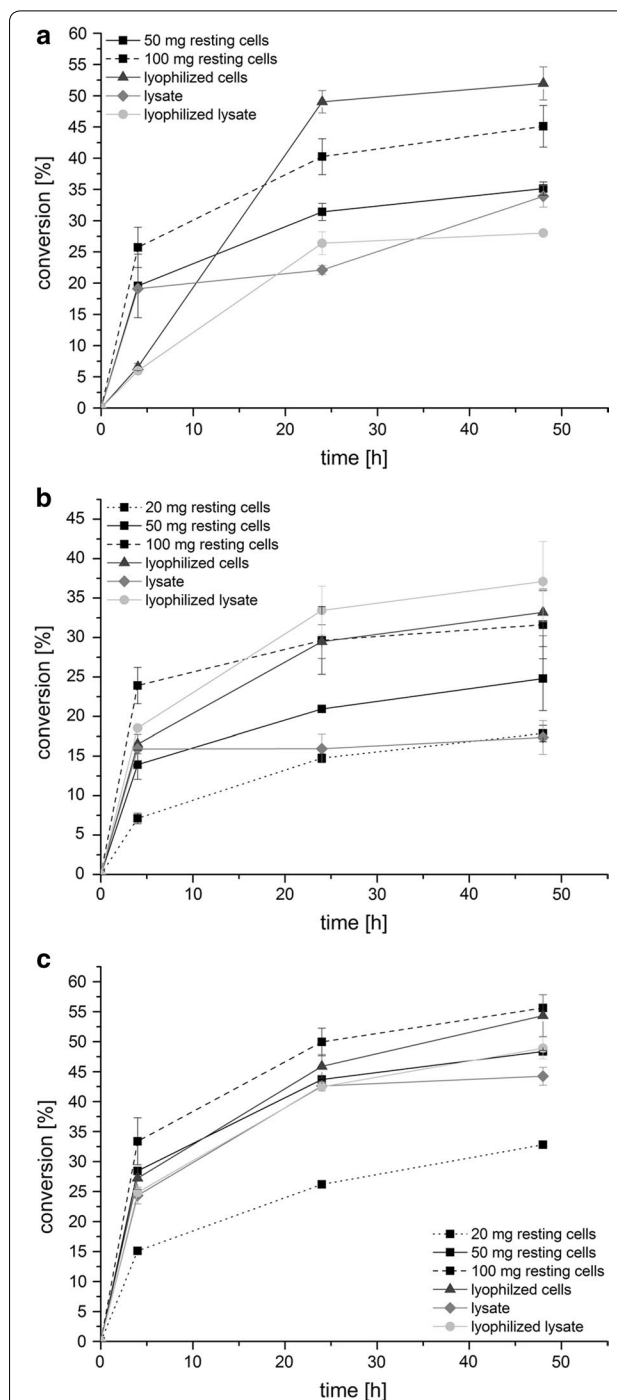 a
50 mg resting cells
100 mg resting cells
lyophilized cells
lysate
lyophilized lysate
60
55
50
45
40
35
30
25
20
15
10
5
0
conversion [%]
0 10 20 30 40 50
time [h]
b
20 mg resting cells
50 mg resting cells
100 mg resting cells
lyophilized cells
lysate
lyophilized lysate
45
40
35
30
25
20
15
10
5
0
conversion [%]
0 10 20 30 40 50
time [h]
c
60
55
50
45
40
35
30
25
20
15
10
5
0
conversion [%]
20 mg resting cells
50 mg resting cells
100 mg resting cells
lyophilzed cells
lysate
lyophilized lysate
0 10 20 30 40 50
time [h]